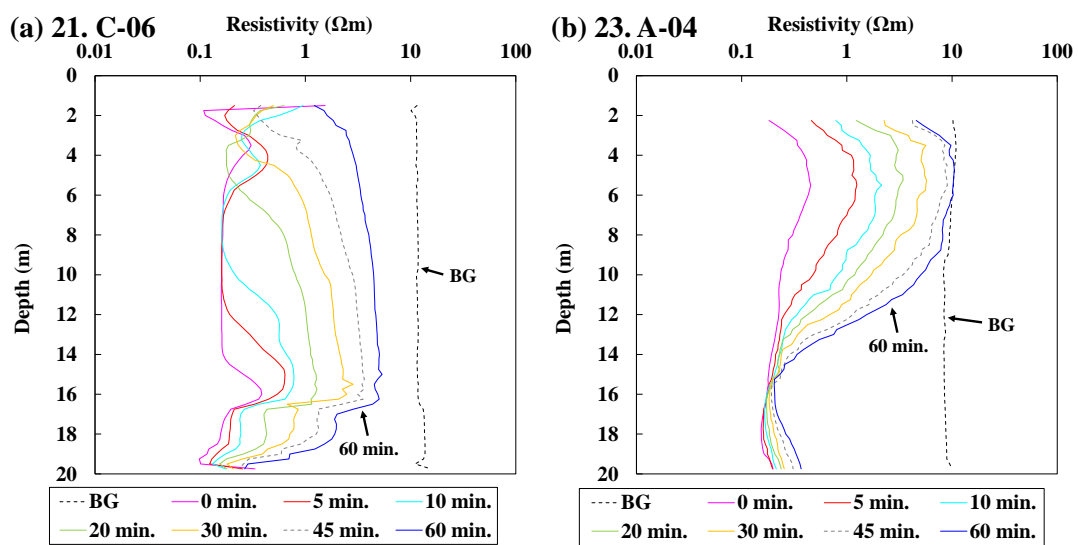 (a) 21. C-06
Resistivity (Ωm)
0.01 0.1 1 10 100
Depth (m)
0
2
4
6
8
10
12
14
16
18
20
BG
60 min.
BG 0 min. 5 min. 10 min.
20 min. 30 min. 45 min. 60 min.
(b) 23. A-04
Resistivity (Ωm)
0.01 0.1 1 10 100
Depth (m)
0
2
4
6
8
10
12
14
16
18
20
BG
60 min.
BG 0 min. 5 min. 10 min.
20 min. 30 min. 45 min. 60 min.